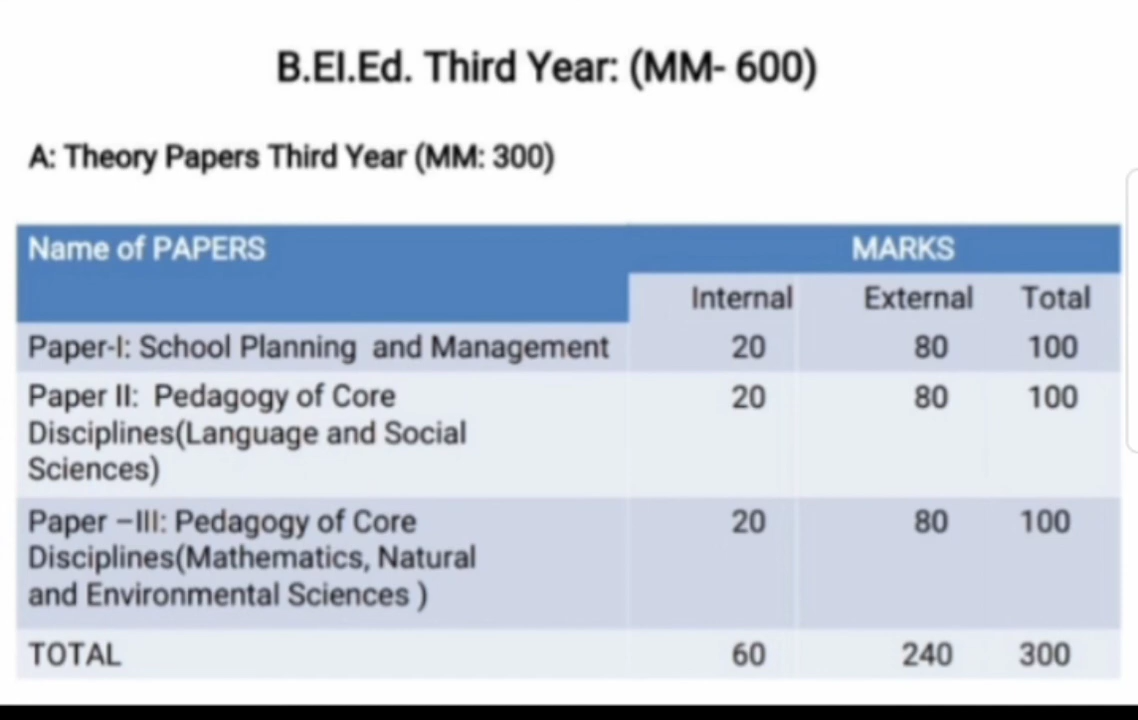 B.El.Ed. Third Year: (MM- 600)
A: Theory Papers Third Year (MM: 300)
Name of PAPERS MARKS
Internal External Total
Paper-I: School Planning and Management 20 80 100
Paper II: Pedagogy of Core 20 80 100
Disciplines(Language and Social
Sciences)
Paper –III: Pedagogy of Core 20 80 100
Disciplines(Mathematics, Natural
and Environmental Sciences )
TOTAL 60 240 300